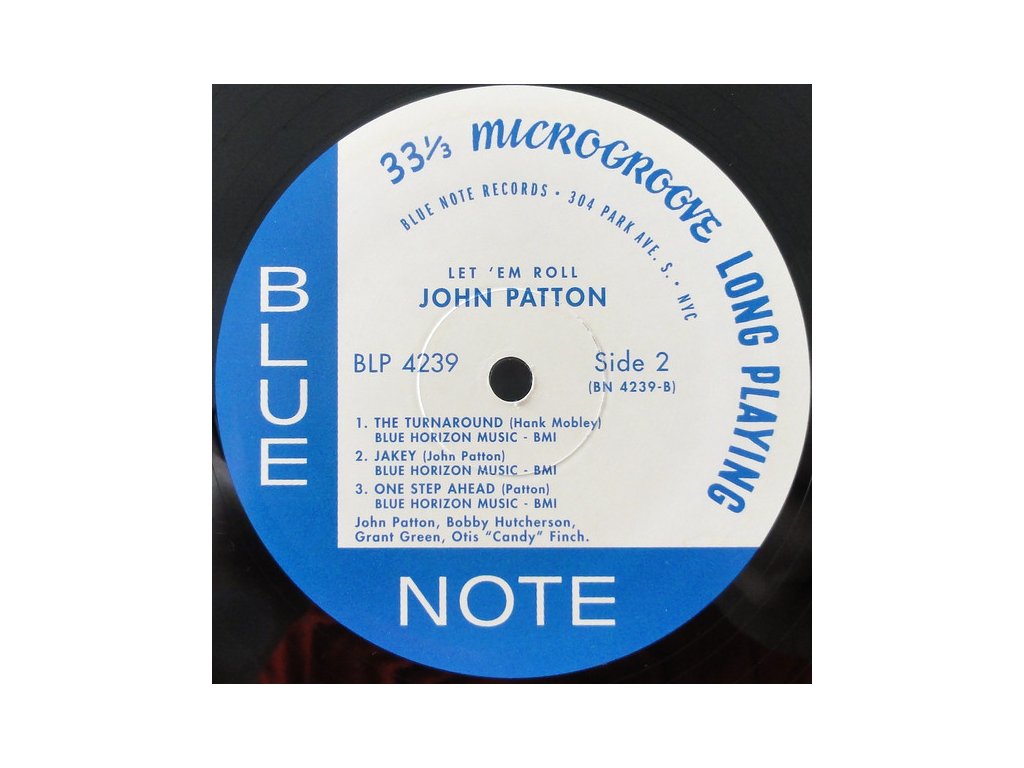 33⅓ MICROGROOVE LONG PLAYING
BLUE NOTE RECORDS • 304 PARK AVE. S. • NYC
LET 'EM ROLL
JOHN PATTON
BLP 4239
Side 2
(BN 4239-B)
1. THE TURNAROUND (Hank Mobley)
BLUE HORIZON MUSIC - BMI
2. JAKEY (John Patton)
BLUE HORIZON MUSIC - BMI
3. ONE STEP AHEAD (Patton)
BLUE HORIZON MUSIC - BMI
John Patton, Bobby Hutcherson,
Grant Green, Otis "Candy" Finch.
BLUE
NOTE